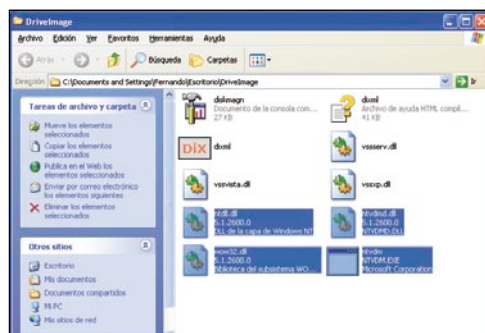 DriveImage
Archivo Edición Ver Favoritos Herramientas Ayuda
Atrás Búsqueda Carpetas
Dirección C:\Documents and Settings\Fernando\Escritorio\DriveImage Ir
Tareas de archivo y carpeta
Mueve los elementos
seleccionados
Copiar los elementos
seleccionados
Publica en el Web los
elementos seleccionados
Enviar por correo electrónico
los elementos siguientes
Eliminar los elementos
seleccionados
Otros sitios
Escritorio
Mis documentos
Documentos compartidos
Mi PC
Mis sitios de red
Documento de la consola com...
27 KB
dixml
Archivo de ayuda HTML compil...
41 KB
DiX
dixml
vssserv.dll
vssvista.dll
vssxp.dll
ntdll.dll
5.1.2600.0
DLL de la capa de Windows NT
ntvdmd.dll
5.1.2600.0
NTVDMD.DLL
wow32.dll
5.1.2600.0
Biblioteca del subsistema WO...
ntvdm
NTVDM.EXE
Microsoft Corporation